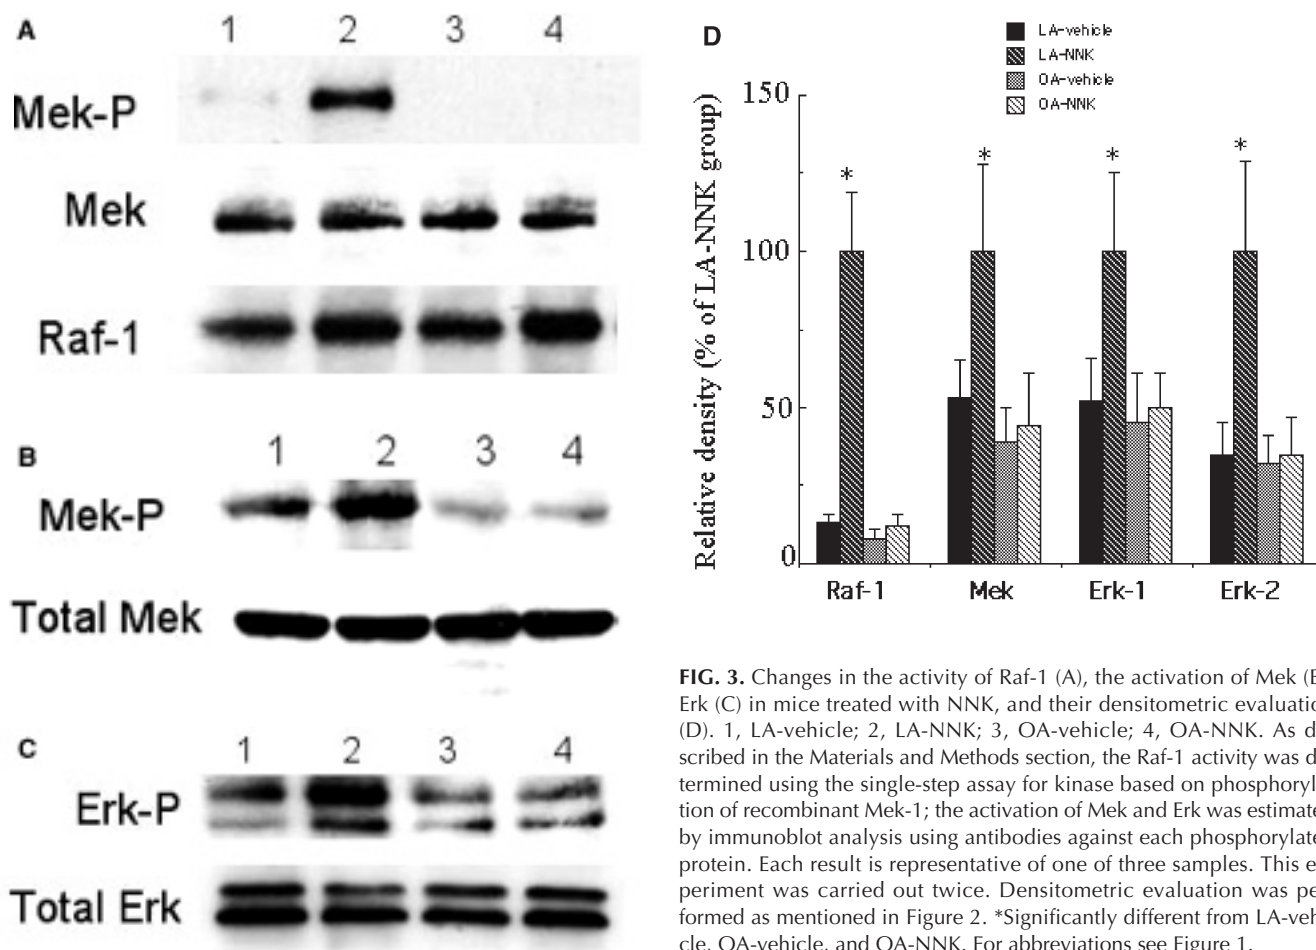 A
1 2 3 4
Mek-P
Mek
Raf-1
B
1 2 3 4
Mek-P
Total Mek
C
1 2 3 4
Erk-P
Total Erk
D
LA-vehicle
LA-NNK
OA-vehicle
OA-NNK
Relative density (% of LA-NNK group)
150
100
50
0
* * * *
Raf-1 Mek Erk-1 Erk-2
FIG. 3. Changes in the activity of Raf-1 (A), the activation of Mek (
Erk (C) in mice treated with NNK, and their densitometric evaluatio
(D). 1, LA-vehicle; 2, LA-NNK; 3, OA-vehicle; 4, OA-NNK. As d
scribed in the Materials and Methods section, the Raf-1 activity was d
termined using the single-step assay for kinase based on phosphoryl
tion of recombinant Mek-1; the activation of Mek and Erk was estimate
by immunoblot analysis using antibodies against each phosphorylate
protein. Each result is representative of one of three samples. This e
periment was carried out twice. Densitometric evaluation was pe
formed as mentioned in Figure 2. *Significantly different from LA-veh
cle, OA-vehicle, and OA-NNK. For abbreviations see Figure 1.